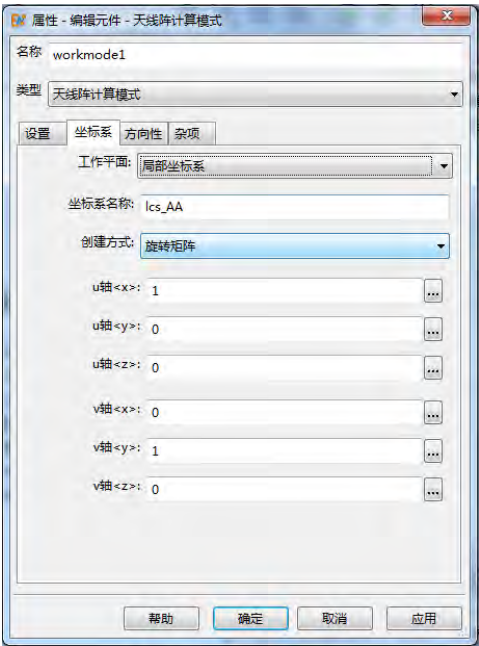 属性 - 编辑元件 - 天线阵计算模式
名称 workmode1
类型 天线阵计算模式
设置 坐标系 方向性 杂项
工作平面: 局部坐标系
坐标系名称: lcs_AA
创建方式: 旋转矩阵
u轴<x>: 1 ...
u轴<y>: 0 ...
u轴<z>: 0 ...
v轴<x>: 0 ...
v轴<y>: 1 ...
v轴<z>: 0 ...
帮助 确定 取消 应用